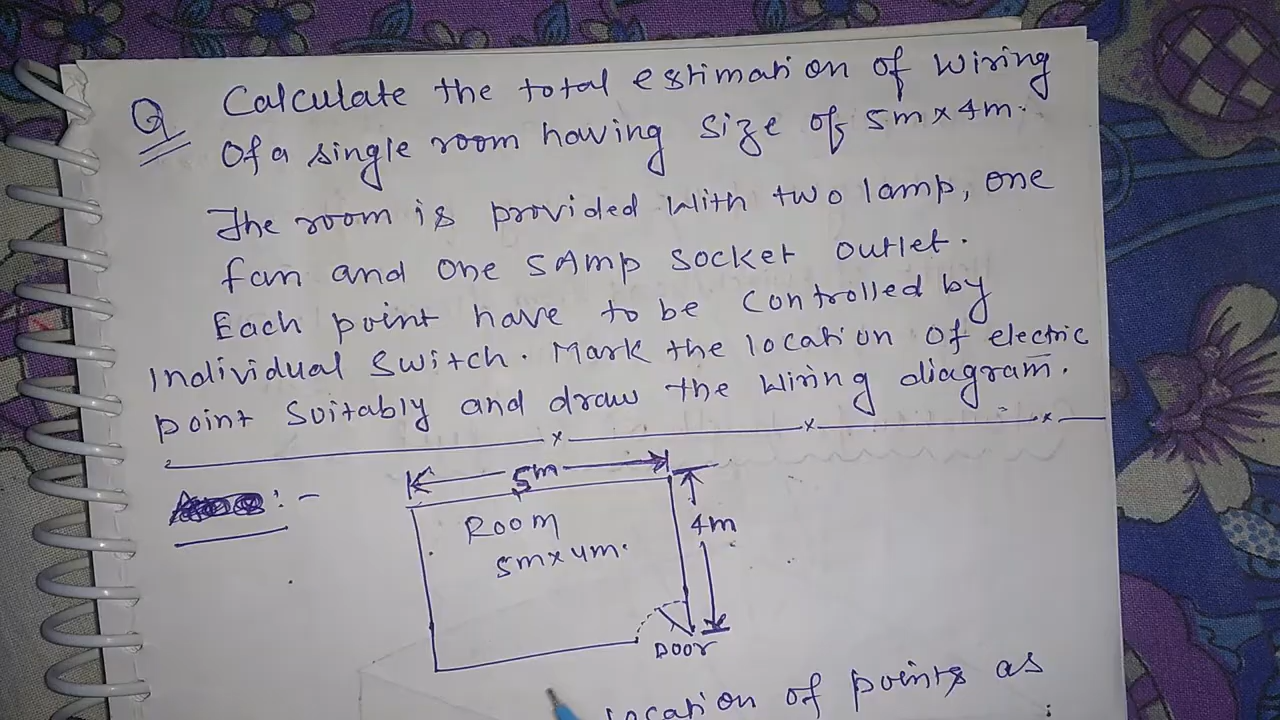 Q Calculate the total estimation of wiring
Of a single room having size of 5m x 4m.
The room is provided with two lamp, one
fan and one 5Amp socket outlet.
Each point have to be controlled by
individual switch. Mark the location of electric
point suitably and draw the wiring diagram.
5m
:-
Room
4m
5m x 4m.
Door
location of points as